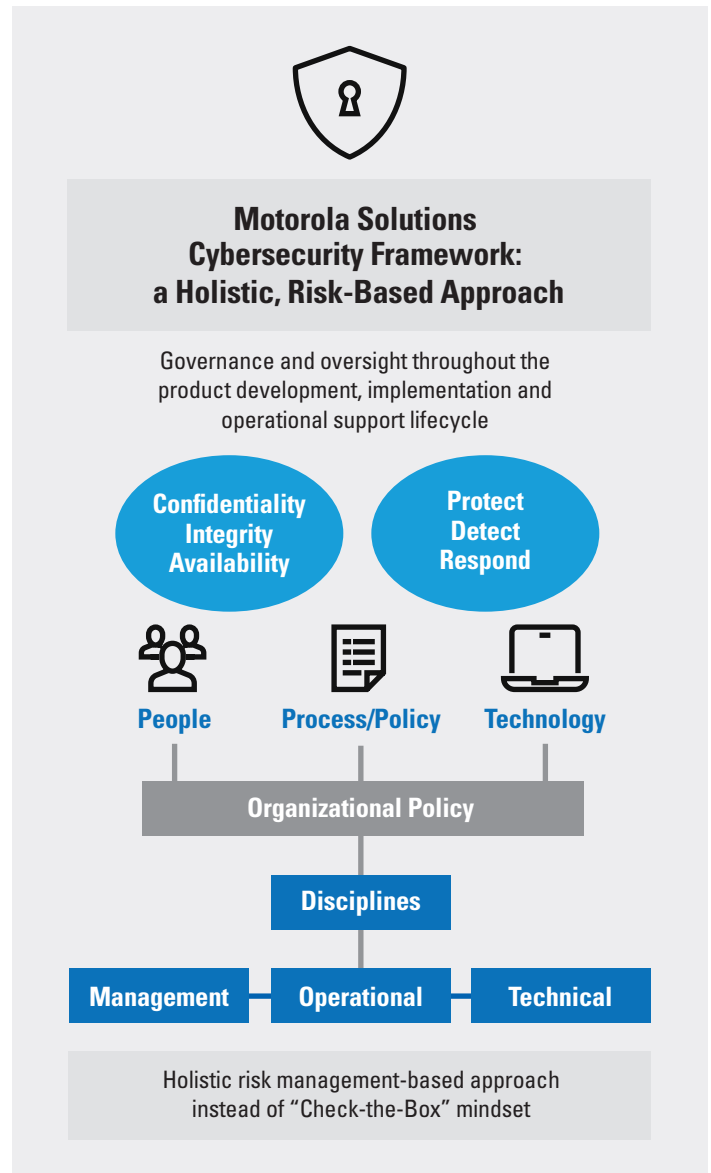 Motorola Solutions
Cybersecurity Framework:
a Holistic, Risk-Based Approach
Governance and oversight throughout the
product development, implementation and
operational support lifecycle
Confidentiality
Integrity
Availability
Protect
Detect
Respond
People
Process/Policy
Technology
Organizational Policy
Disciplines
Management
Operational
Technical
Holistic risk management-based approach
instead of “Check-the-Box” mindset